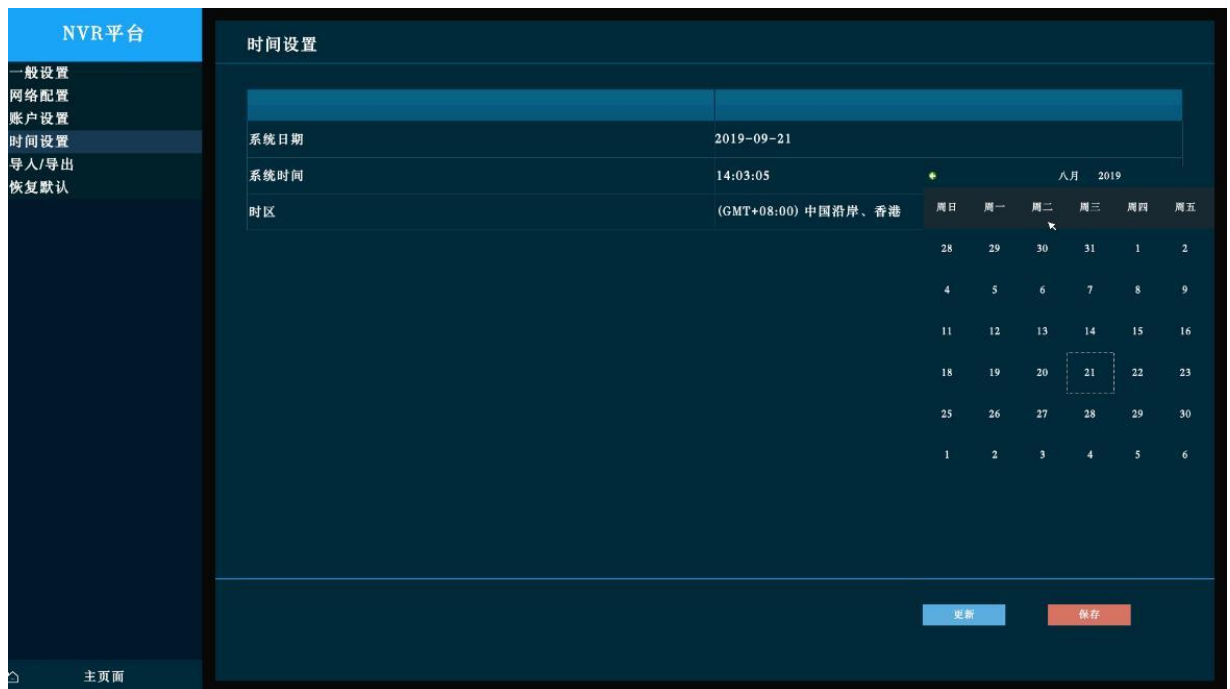 NVR平台
一般设置
网络配置
账户设置
时间设置
导入/导出
恢复默认
主页面
时间设置
系统日期 2019-09-21
系统时间 14:03:05
时区 (GMT+08:00) 中国沿岸、香港
八月 2019
周日 周一 周二 周三 周四 周五
28 29 30 31 1 2
4 5 6 7 8 9
11 12 13 14 15 16
18 19 20 21 22 23
25 26 27 28 29 30
1 2 3 4 5 6
更新 保存